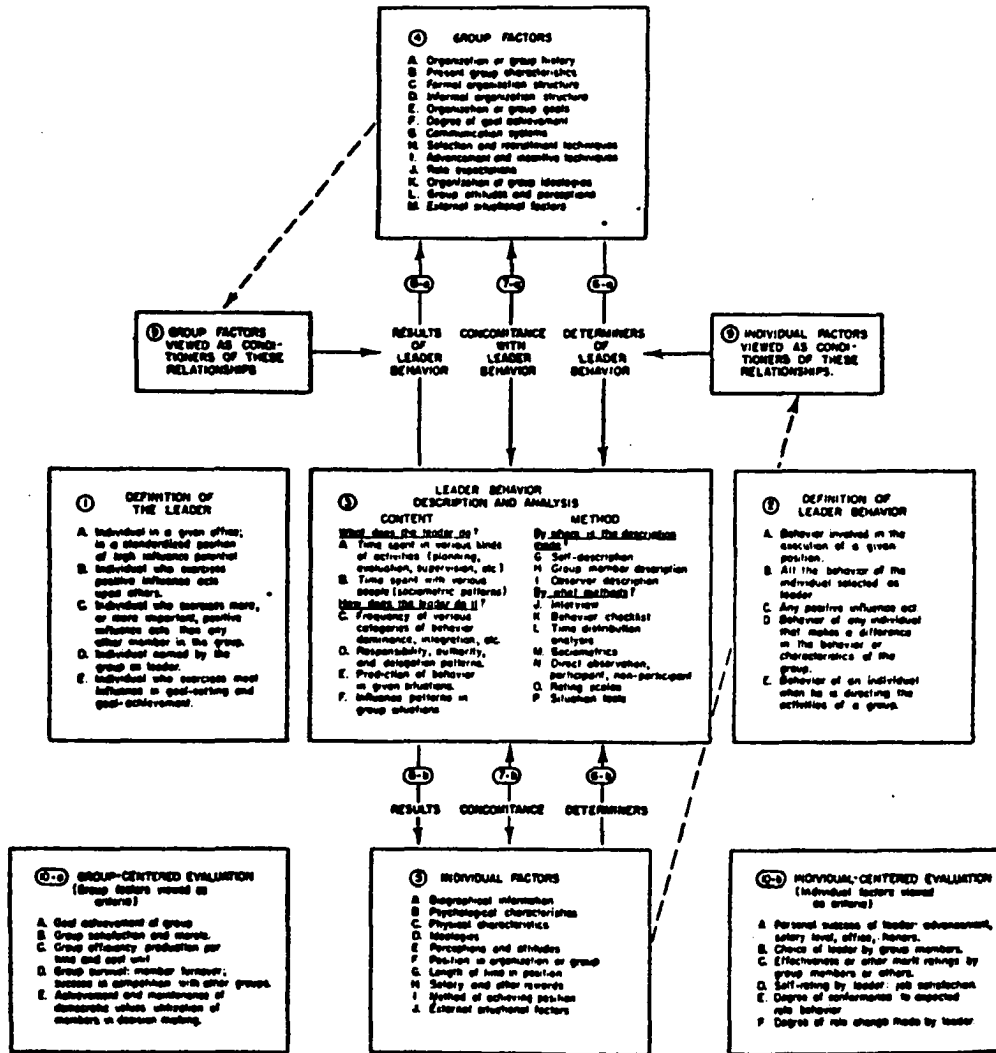 ④ GROUP FACTORS
A. Organization or group history
B. Present group characteristics
C. Formal organization structure
D. Informal organization structure
E. Organization or group goals
F. Degree of goal achievement
G. Communication systems
H. Selection and recruitment techniques
I. Advancement and incentive techniques
J. Role expectations
K. Organization of group ideologies
L. Group attitudes and perceptions
M. External situational factors
8-a
7-a
6-a
GROUP FACTORS
VIEWED AS CONDI-
TIONERS OF THESE
RELATIONSHIPS
RESULTS
OF
LEADER
BEHAVIOR
CONCOMITANCE
WITH
LEADER
BEHAVIOR
DETERMINERS
OF
LEADER
BEHAVIOR
⑨ INDIVIDUAL FACTORS
VIEWED AS CONDI-
TIONERS OF THESE
RELATIONSHIPS.
① DEFINITION OF
THE LEADER
A. Individual in a given office;
in a standardized position
of high influence potential
B. Individual who exercises
positive influence acts
upon others.
C. Individual who exercises more,
or more important, positive
influence acts than any
other member in the group.
D. Individual named by the
group as leader.
E. Individual who exercises most
influence in goal-setting and
goal-achievement.
LEADER BEHAVIOR
DESCRIPTION AND ANALYSIS
CONTENT
What does the leader do?
A. Time spent in various kinds
of activities (planning,
evaluation, supervision, etc.)
B. Time spent with various
people (sociometric patterns)
How does the leader do it?
C. Frequency of various
categories of behavior
dominance, integration, etc.
D. Responsibility, authority,
and delegation patterns.
E. Prediction of behavior
in given situations.
F. Influence patterns in
group situations
METHOD
By whom is the description
made?
G. Self-description
H. Group member description
I. Observer description
By what methods?
J. Interview
K. Behavior checklist
L. Time distribution
analysis
M. Sociometrics
N. Direct observation,
participant, non-participant
O. Rating scales
P. Situation tests
② DEFINITION OF
LEADER BEHAVIOR
A. Behavior involved in the
execution of a given
position.
B. All the behavior of the
individual selected as
leader
C. Any positive influence act
D. Behavior of any individual
that makes a difference
in the behavior or
characteristics of the
group.
E. Behavior of an individual
when he is directing the
activities of a group.
7-b
RESULTS
CONCOMITANCE
DETERMINERS
10-a GROUP-CENTERED EVALUATION
(Group factors viewed as
criteria)
A. Goal achievement of group
B. Group satisfaction and morale.
C. Group efficiency production per
time and cost unit
D. Group survival: member turnover;
success in competition with other groups.
E. Achievement and maintenance of
democratic values utilization of
members in decision making.
INDIVIDUAL FACTORS
A. Biographical information
B. Psychological characteristics
C. Physical characteristics
D. Ideologies
E. Perceptions and attitudes
F. Position in organization or group
G. Length of time in position
H. Salary and other rewards
I. Method of achieving position
J. External situational factors
10-b INDIVIDUAL-CENTERED EVALUATION
(Individual factors viewed
as criteria)
A. Personal success of leader advancement,
salary level, office, honors.
B. Choice of leader by group members.
C. Effectiveness or other merit ratings by
group members or others.
D. Self-rating by leader: job satisfaction.
E. Degree of conformance to expected
role behavior
F. Degree of role change made by leader.